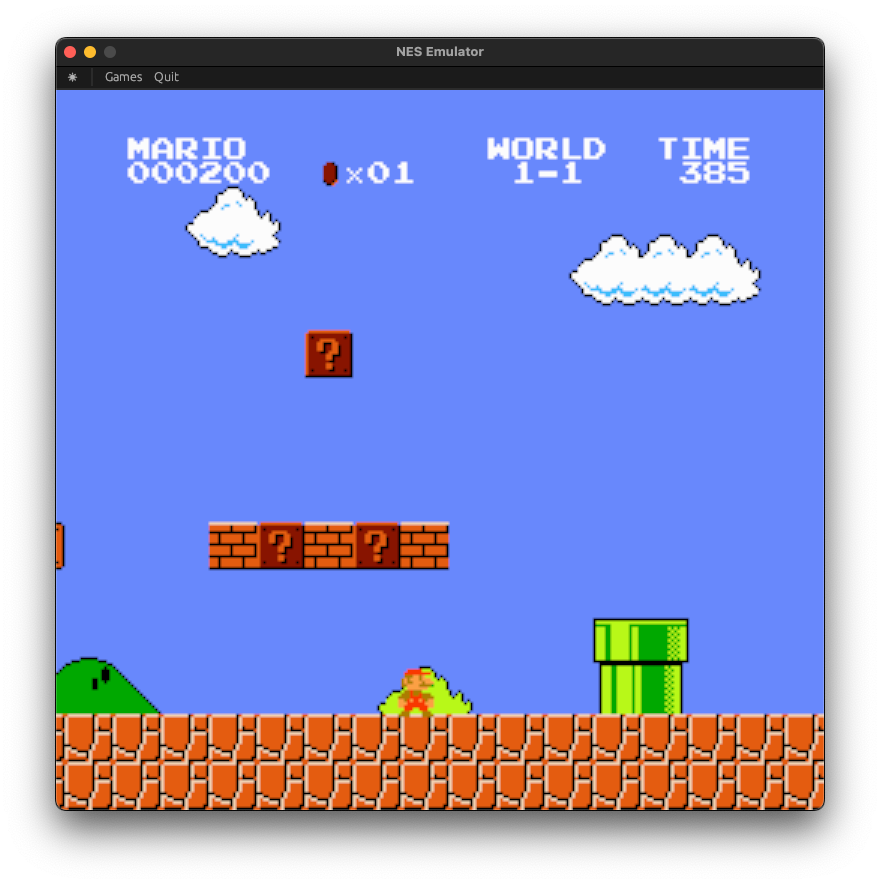 NES Emulator
Games Quit
MARIO WORLD TIME
000200 ×01 1-1 385
?
? ?